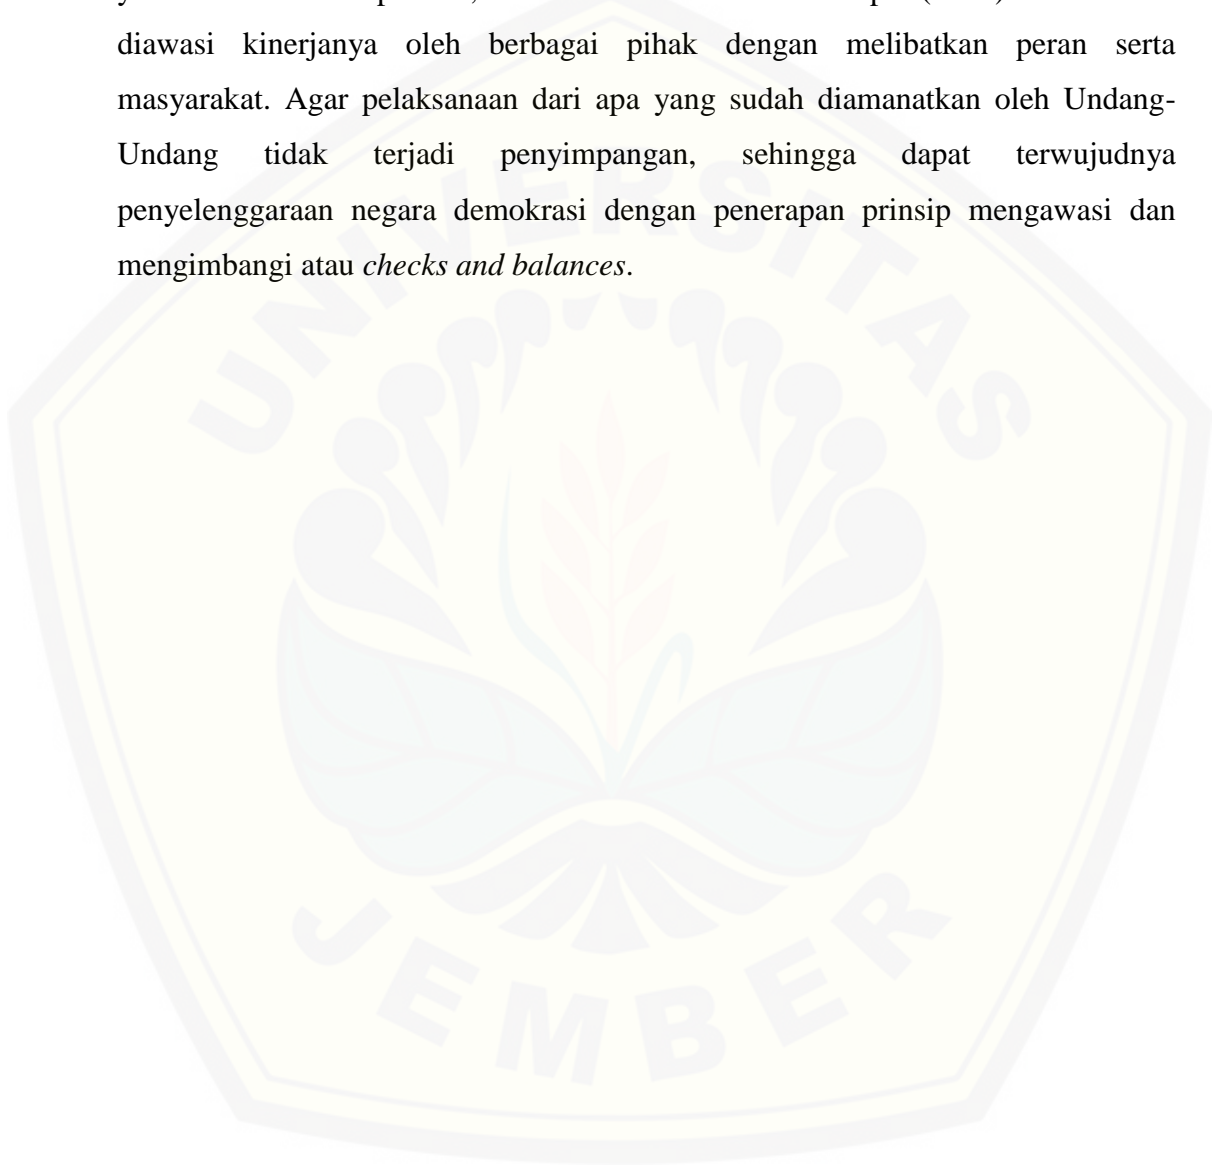 diawasi kinerjanya oleh berbagai pihak dengan melibatkan peran serta
masyarakat. Agar pelaksanaan dari apa yang sudah diamanatkan oleh Undang-
Undang tidak terjadi penyimpangan, sehingga dapat terwujudnya
penyelenggaraan negara demokrasi dengan penerapan prinsip mengawasi dan
mengimbangi atau checks and balances.
UNIVERSITAS
JEMBER